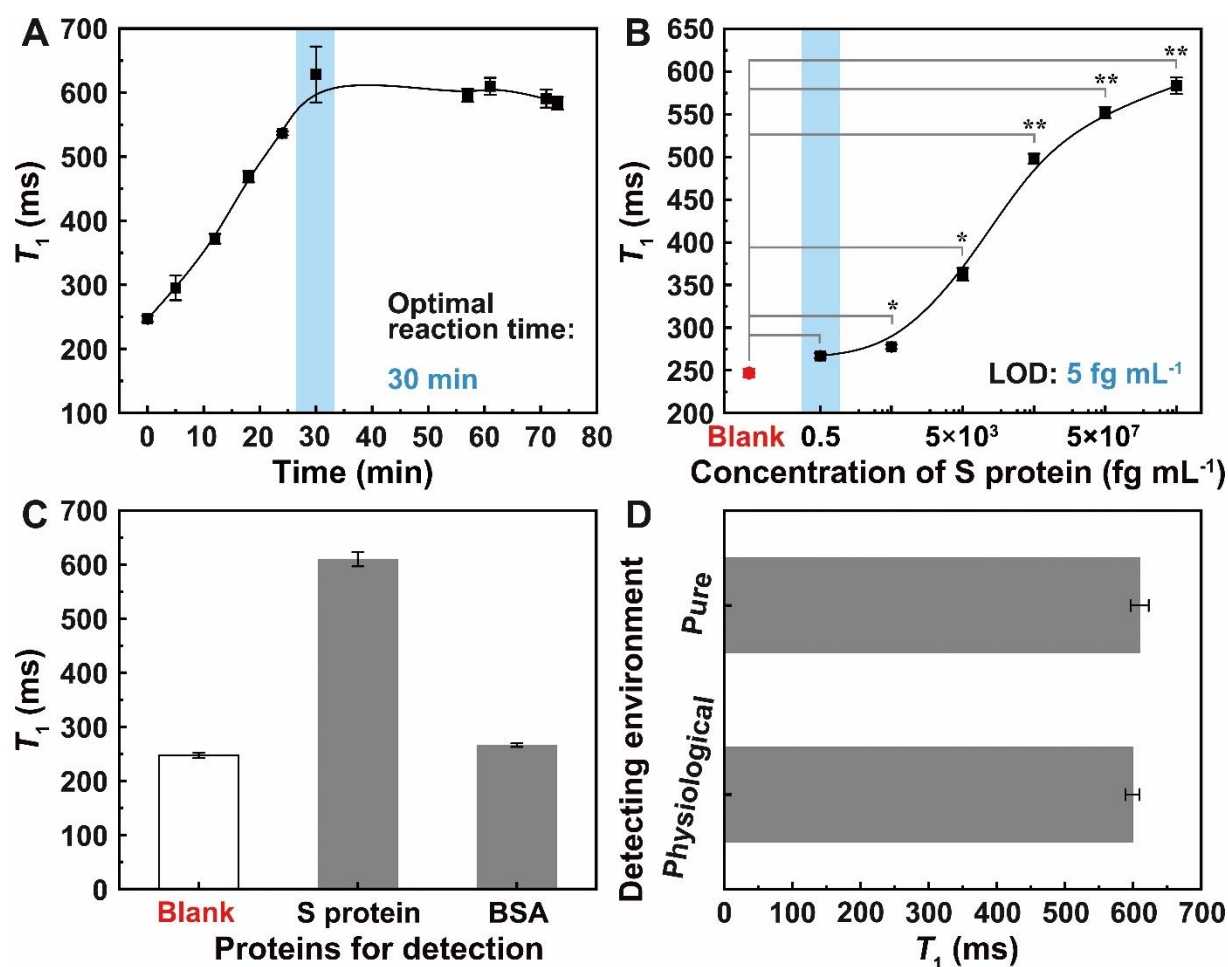 A
700
600
500
400
300
200
100
T₁ (ms)
Optimal
reaction time:
30 min
0 10 20 30 40 50 60 70 80
Time (min)
B
650
600
550
500
450
400
350
300
250
200
T₁ (ms)
**
**
**
*
*
LOD: 5 fg mL⁻¹
Blank 0.5 5×10³ 5×10⁷
Concentration of S protein (fg mL⁻¹)
C
700
600
500
400
300
200
100
0
T₁ (ms)
Blank S protein BSA
Proteins for detection
D
Detecting environment
Pure
Physiological
0 100 200 300 400 500 600 700
T₁ (ms)